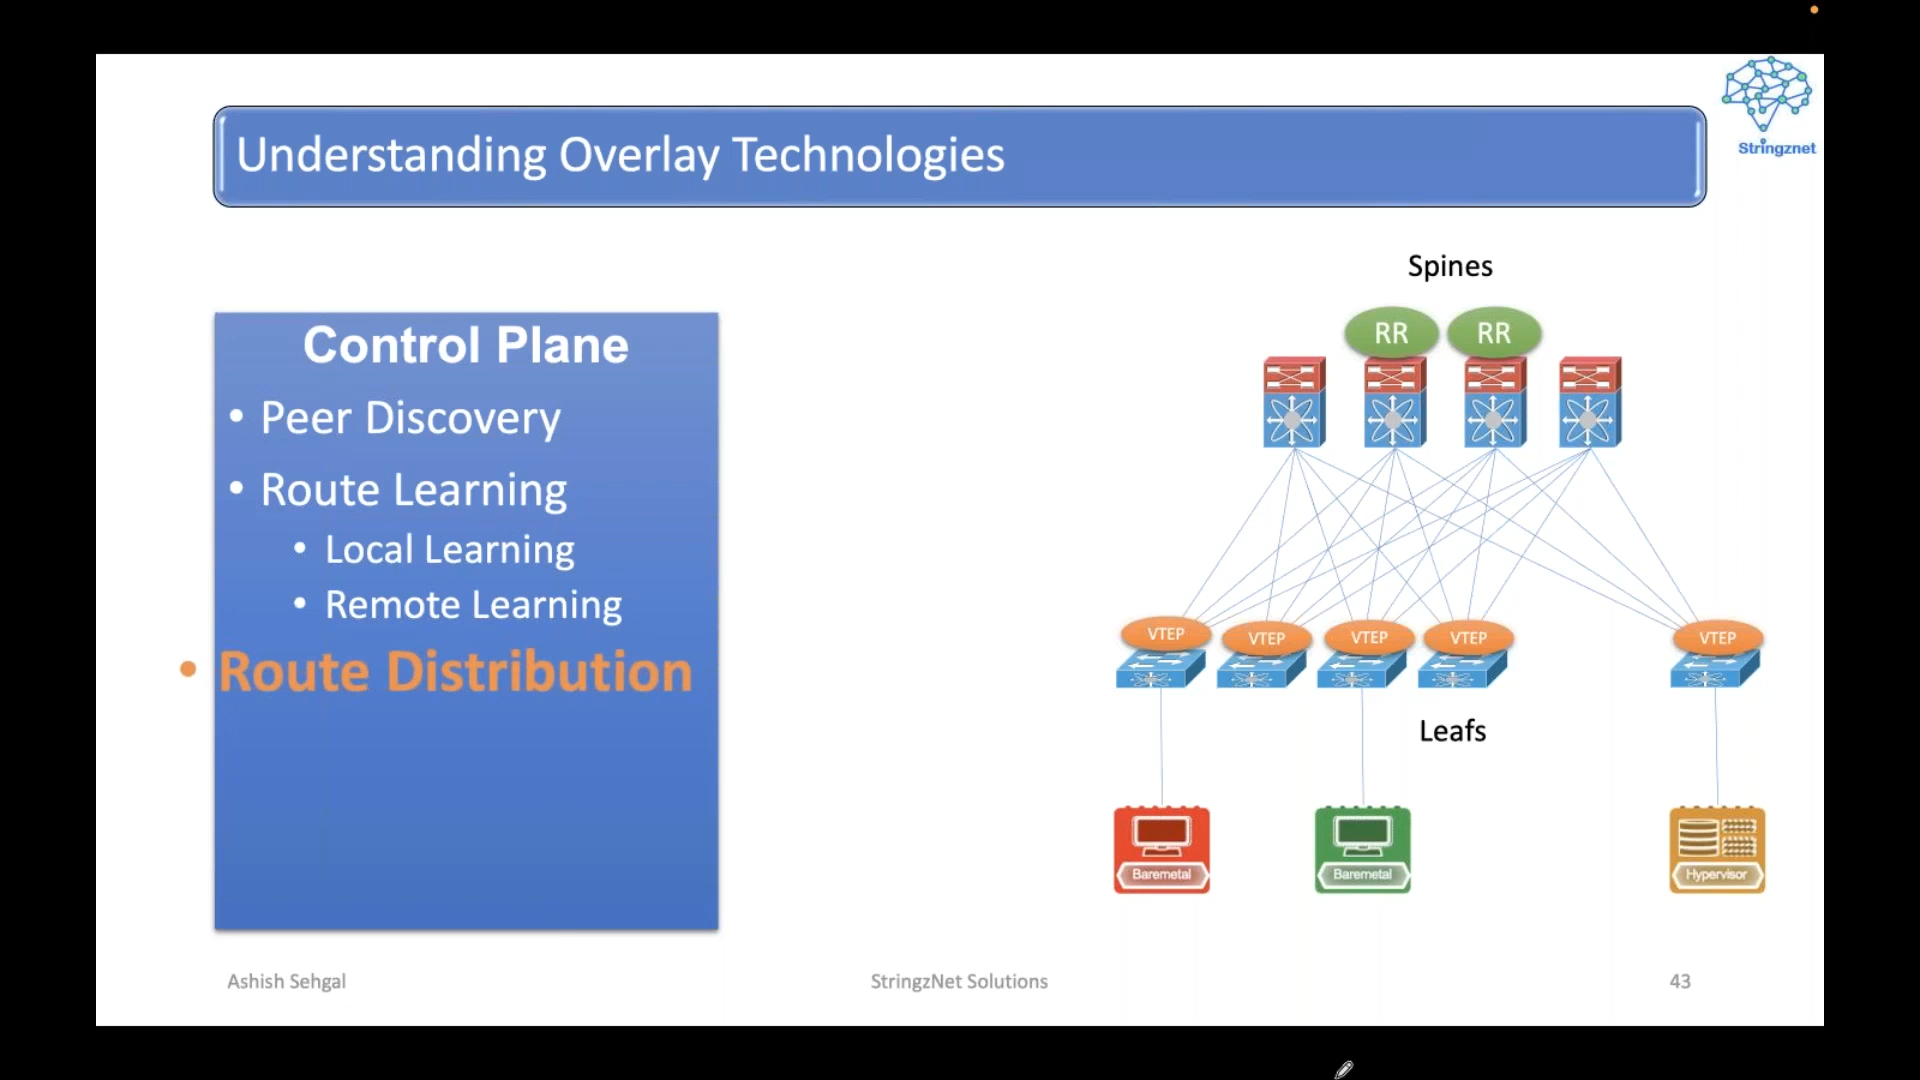 Stringznet
Understanding Overlay Technologies
Control Plane
• Peer Discovery
• Route Learning
• Local Learning
• Remote Learning
• Route Distribution
Spines
RR RR
VTEP VTEP VTEP VTEP VTEP
Leafs
Baremetal Baremetal Hypervisor
Ashish Sehgal StringzNet Solutions 43